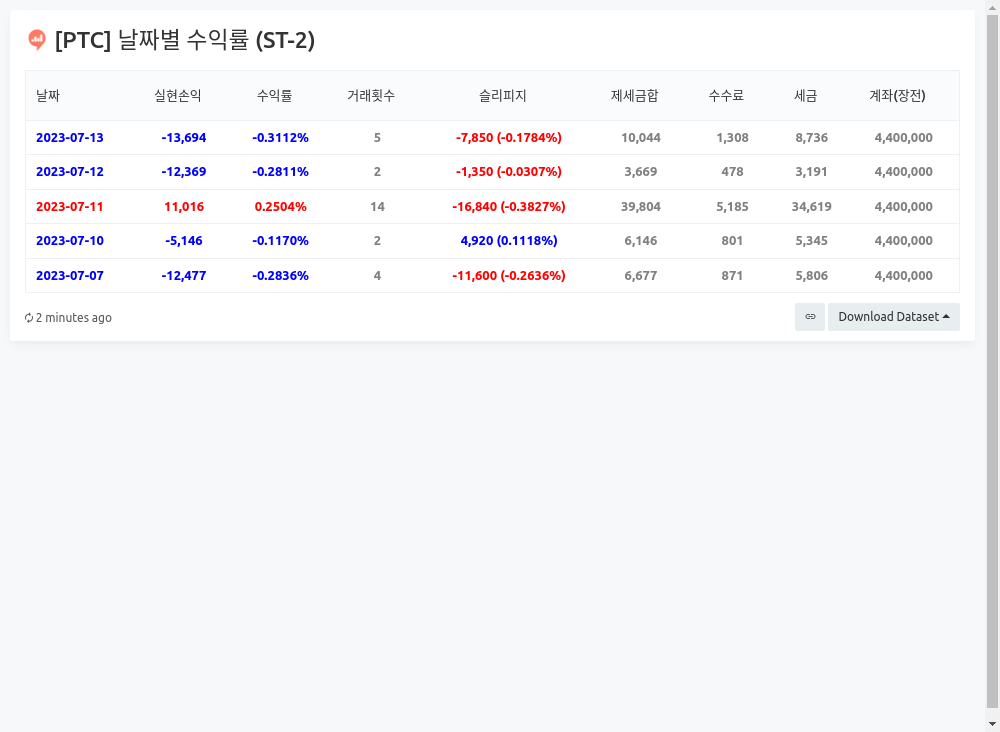 [PTC] 날짜별 수익률 (ST-2)
날짜 실현손익 수익률 거래횟수 슬리피지 제세금합 수수료 세금 계좌(장전)
2023-07-13 -13,694 -0.3112% 5 -7,850 (-0.1784%) 10,044 1,308 8,736 4,400,000
2023-07-12 -12,369 -0.2811% 2 -1,350 (-0.0307%) 3,669 478 3,191 4,400,000
2023-07-11 11,016 0.2504% 14 -16,840 (-0.3827%) 39,804 5,185 34,619 4,400,000
2023-07-10 -5,146 -0.1170% 2 4,920 (0.1118%) 6,146 801 5,345 4,400,000
2023-07-07 -12,477 -0.2836% 4 -11,600 (-0.2636%) 6,677 871 5,806 4,400,000
2 minutes ago Download Dataset